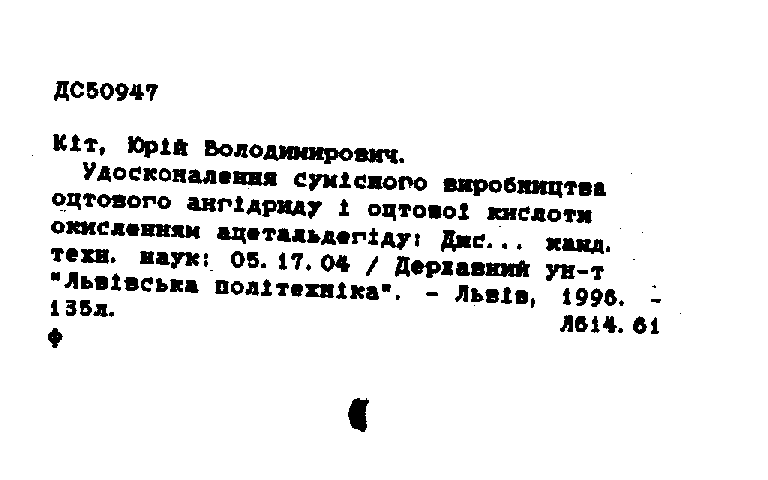 ДС50947
Кіт, Юрій Володимирович.
Удосконалення сумісного виробництва
оцтового ангідриду і оцтової кислоти
окисленням ацетальдегіду: Дис... канд.
техн. наук: 05.17.04 / Державний ун-т
"Львівська політехніка". - Львів, 1996. -
135л.
Л614.61
ф